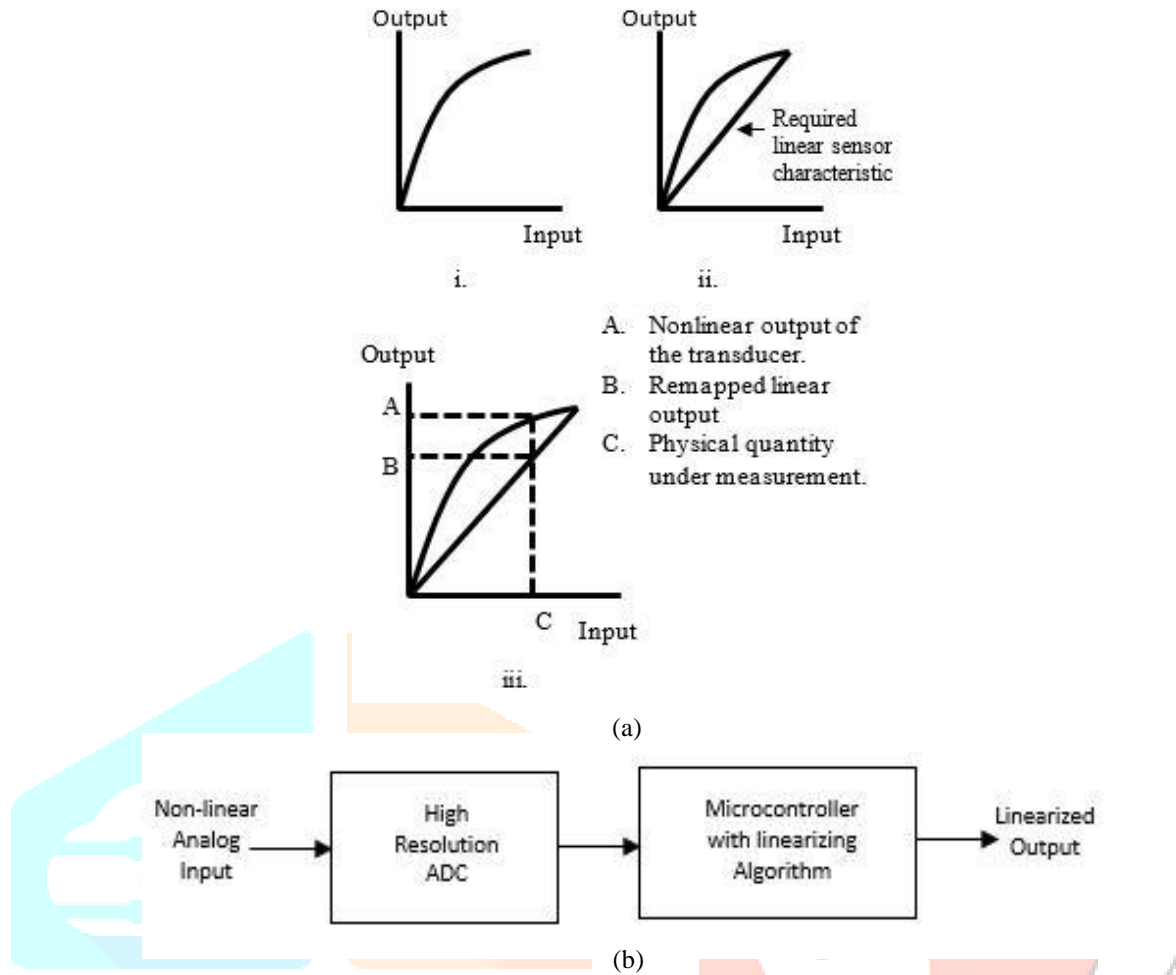 Output
Output
Required
linear sensor
characteristic
Input
Input
i.
ii.
Output
A
B
C
Input
A. Nonlinear output of
the transducer.
B. Remapped linear
output
C. Physical quantity
under measurement.
iii.
(a)
Non-linear
Analog
Input
High
Resolution
ADC
Microcontroller
with linearizing
Algorithm
Linearized
Output
(b)